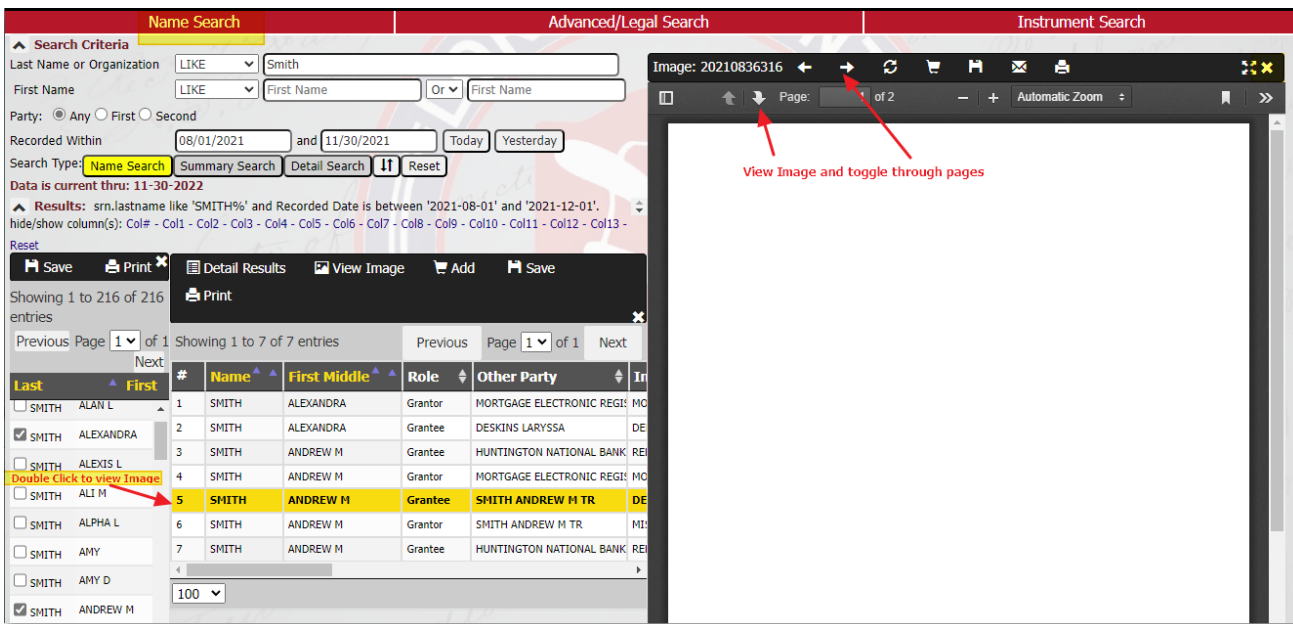 Name Search
Advanced/Legal Search
Instrument Search
Search Criteria
Last Name or Organization LIKE Smith
First Name LIKE First Name Or First Name
Party: Any First Second
Recorded Within 08/01/2021 and 11/30/2021 Today Yesterday
Search Type: Name Search Summary Search Detail Search Reset
Data is current thru: 11-30-2022
Results: srn.lastname like 'SMITH%' and Recorded Date is between '2021-08-01' and '2021-12-01'.
hide/show column(s): Col# - Col1 - Col2 - Col3 - Col4 - Col5 - Col6 - Col7 - Col8 - Col9 - Col10 - Col11 - Col12 - Col13 -
Reset
Save Print
Showing 1 to 216 of 216
entries
Previous Page 1 of 1
Next
Last First
SMITH ALAN L
SMITH ALEXANDRA
SMITH ALEXIS L
Double Click to view Image
SMITH ALI M
SMITH ALPHA L
SMITH AMY
SMITH AMY D
SMITH ANDREW M
Detail Results View Image Add Save
Print
Showing 1 to 7 of 7 entries Previous Page 1 of 1 Next
# Name First Middle Role Other Party In
1 SMITH ALEXANDRA Grantor MORTGAGE ELECTRONIC REGIS MO
2 SMITH ALEXANDRA Grantee DESKINS LARYSSA DE
3 SMITH ANDREW M Grantee HUNTINGTON NATIONAL BANK REL
4 SMITH ANDREW M Grantor MORTGAGE ELECTRONIC REGIS MO
5 SMITH ANDREW M Grantee SMITH ANDREW M TR DE
6 SMITH ANDREW M Grantor SMITH ANDREW M TR MIS
7 SMITH ANDREW M Grantee HUNTINGTON NATIONAL BANK REL
100
Image: 20210836316
Page: 1 of 2 Automatic Zoom
View Image and toggle through pages